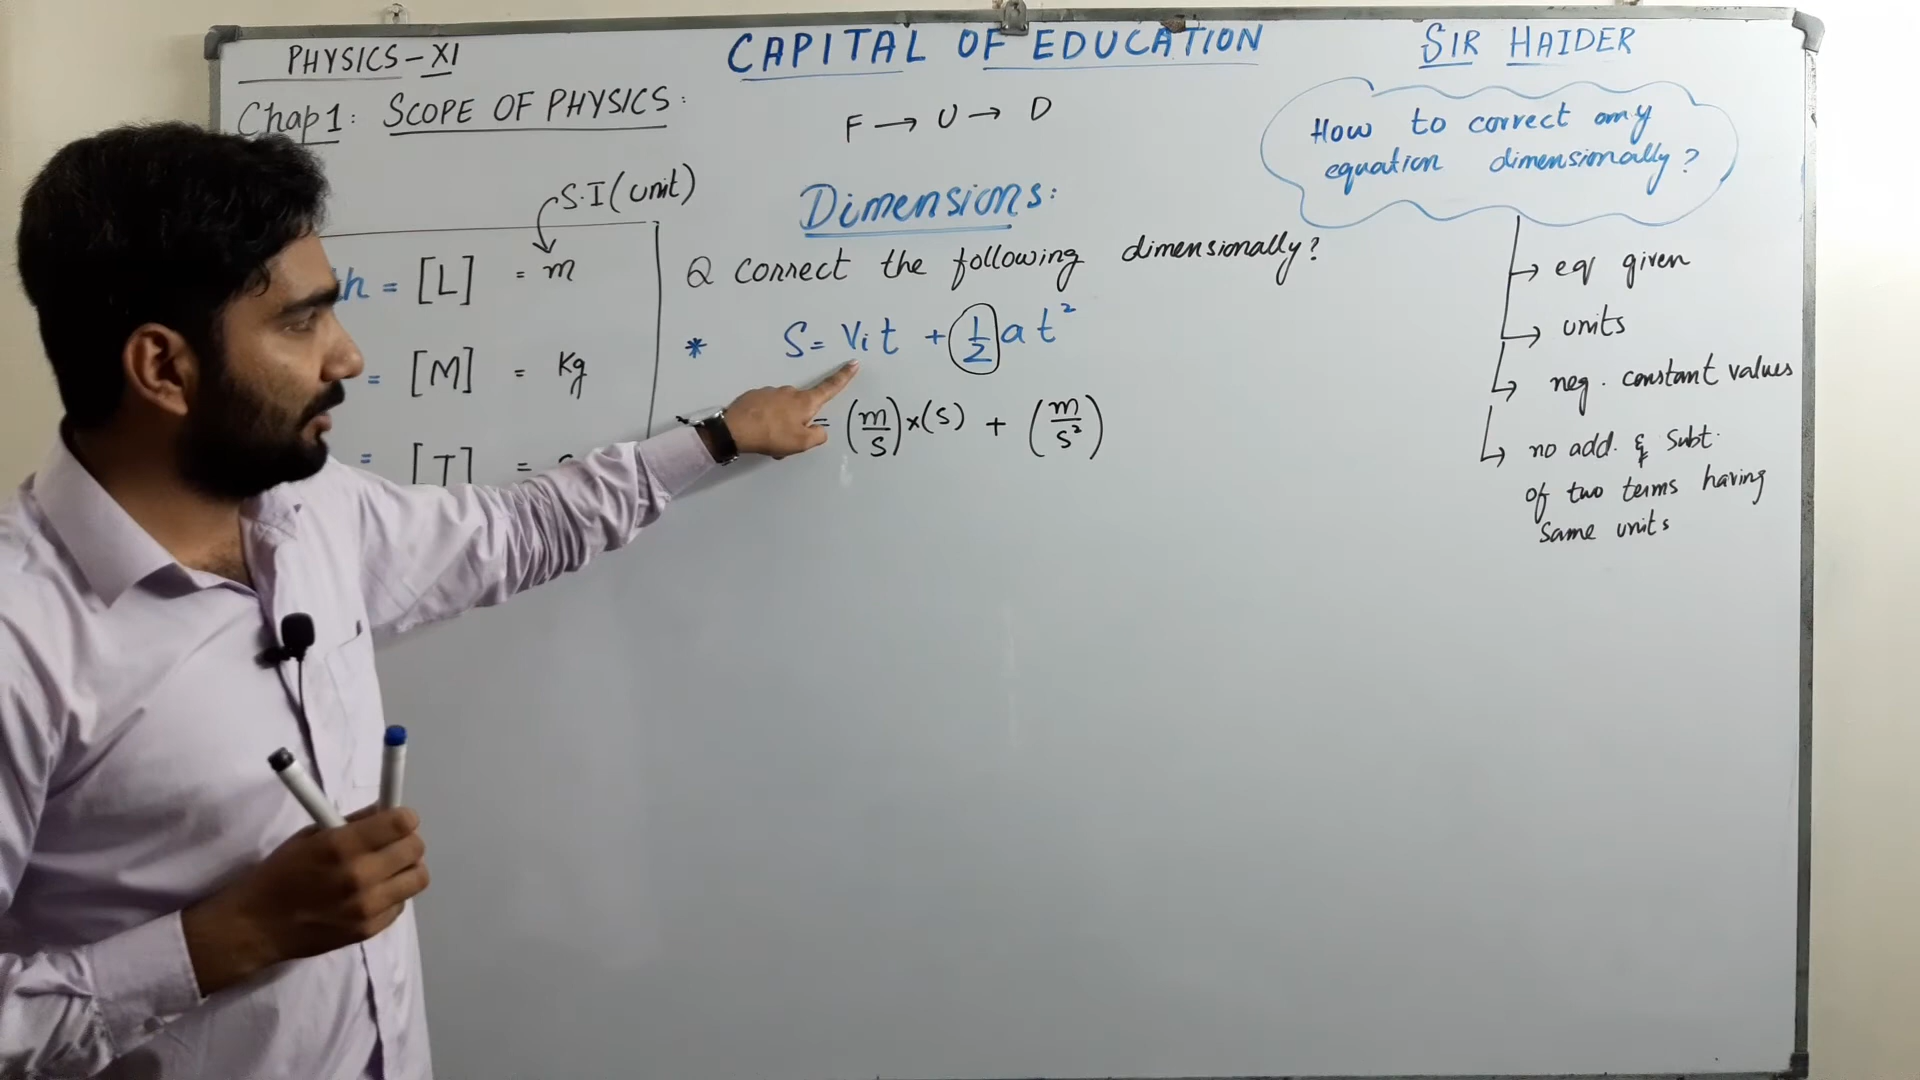 PHYSICS-XI
CAPITAL OF EDUCATION
SIR HAIDER
Chap1: SCOPE OF PHYSICS:
F → U → D
How to correct any
equation dimensionally?
S.I (unit)
Dimensions:
Q Correct the following dimensionally?
th = [L] = m
= [M] = Kg
= [T] =
* S = Vi t + 1/2 a t²
= (m/s)×(s) + (m/s²)
→ eq given
→ units
→ neg. constant values
→ no add. & Subt.
of two terms having
Same units